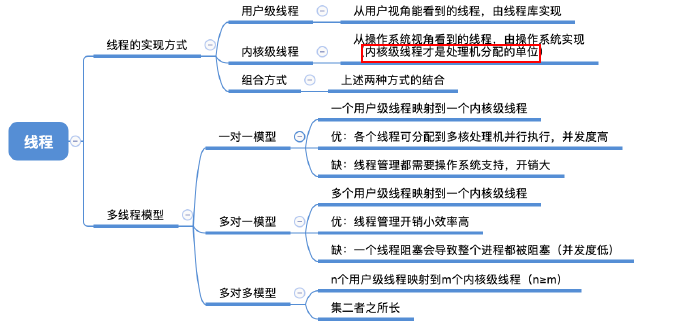 线程
线程的实现方式
用户级线程
从用户视角能看到的线程，由线程库实现
内核级线程
从操作系统视角看到的线程，由操作系统实现
内核级线程才是处理机分配的单位
组合方式
上述两种方式的结合
多线程模型
一对一模型
一个用户级线程映射到一个内核级线程
优：各个线程可分配到多核处理机并行执行，并发度高
缺：线程管理都需要操作系统支持，开销大
多对一模型
多个用户级线程映射到一个内核级线程
优：线程管理开销小效率高
缺：一个线程阻塞会导致整个进程都被阻塞（并发度低）
多对多模型
n个用户级线程映射到m个内核级线程（n≥m）
集二者之所长